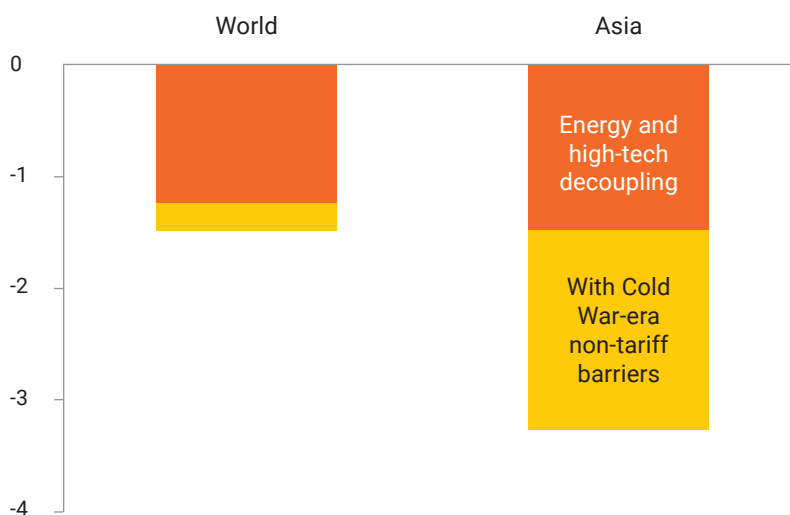 World
Asia
0
-1
-2
-3
-4
Energy and
high-tech
decoupling
With Cold
War-era
non-tariff
barriers